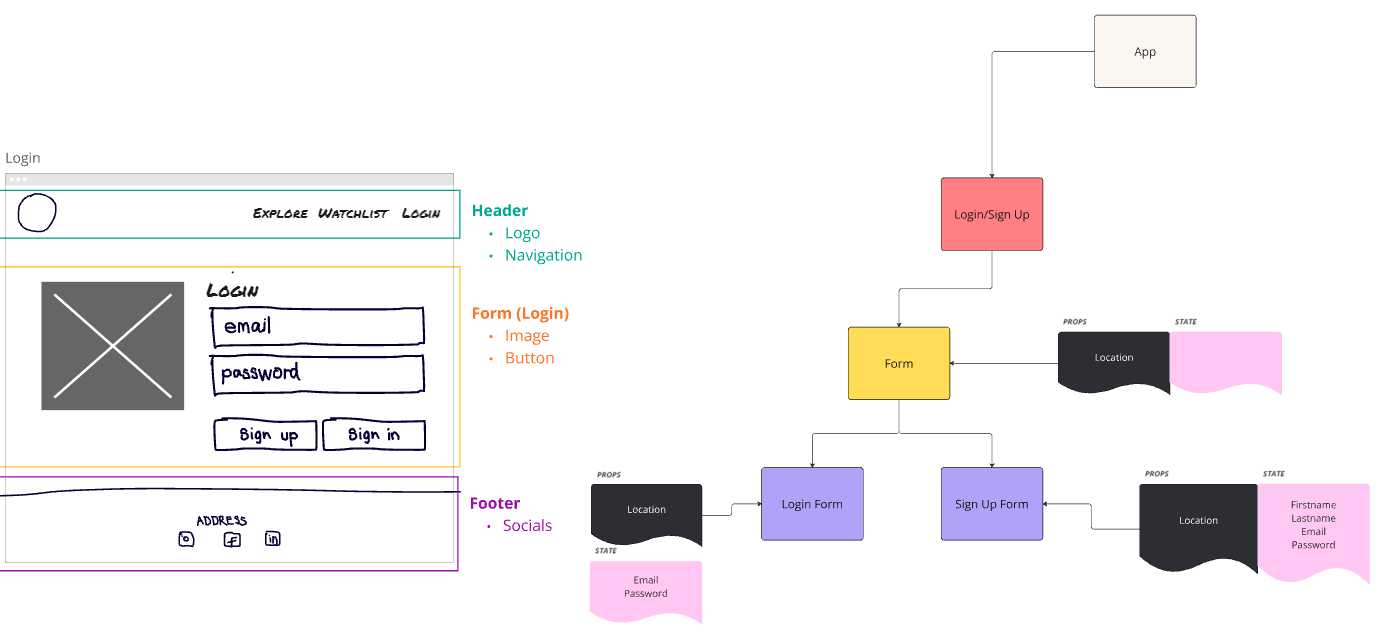 Login
Explore Watchlist Login
Header
• Logo
• Navigation
Login
email
password
Sign up Sign in
Form (Login)
• Image
• Button
ADDRESS
in
Footer
• Socials
App
Login/Sign Up
Form
PROPS STATE
Location
Login Form
Sign Up Form
PROPS
Location
STATE
Email
Password
PROPS STATE
Location
Firstname
Lastname
Email
Password